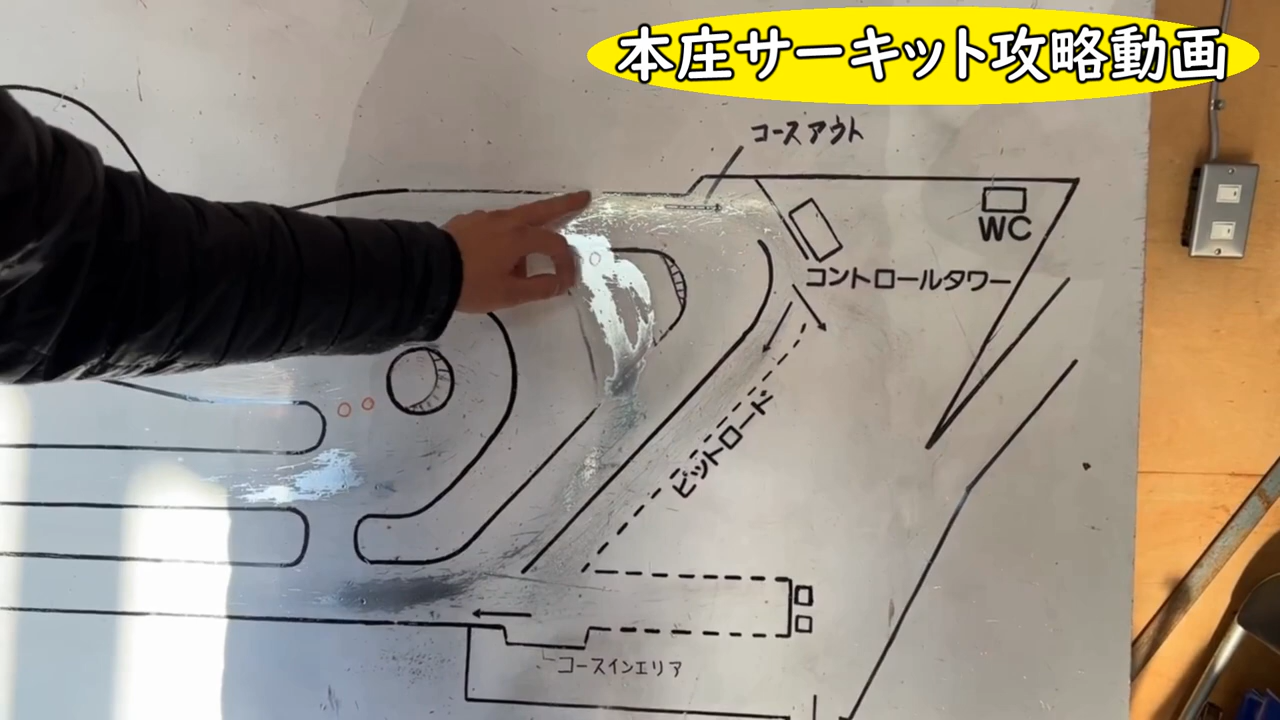 本庄サーキット攻略動画
コースアウト
WC
コントロールタワー
ピットロード
コースインエリア